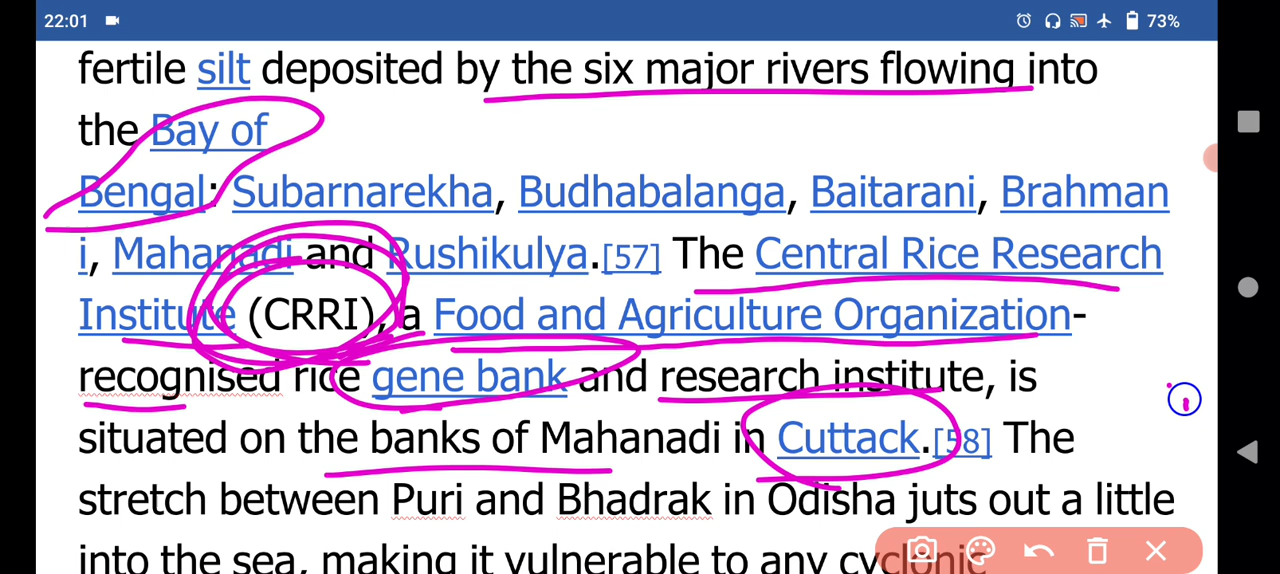 22:01
73%
fertile silt deposited by the six major rivers flowing into
the Bay of
Bengal: Subarnarekha, Budhabalanga, Baitarani, Brahman
i, Mahanadi and Rushikulya.[57] The Central Rice Research
Institute (CRRI), a Food and Agriculture Organization-
recognised rice gene bank and research institute, is
situated on the banks of Mahanadi in Cuttack.[58] The
stretch between Puri and Bhadrak in Odisha juts out a little
into the sea, making it vulnerable to any cyclonic